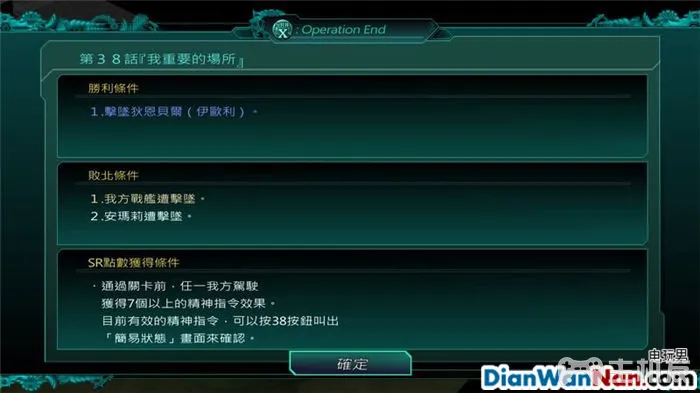 X : Operation End
第３８話『我重要的場所』
勝利條件
１.擊墜狄恩貝爾（伊歐利）。
敗北條件
１.我方戰艦遭擊墜。
２.安瑪莉遭擊墜。
SR點數獲得條件
・通過關卡前，任一我方駕駛
獲得7個以上的精神指令效果。
目前有效的精神指令，可以按38按鈕叫出
「簡易狀態」畫面來確認。
確定
电玩男
DianWanNan.com